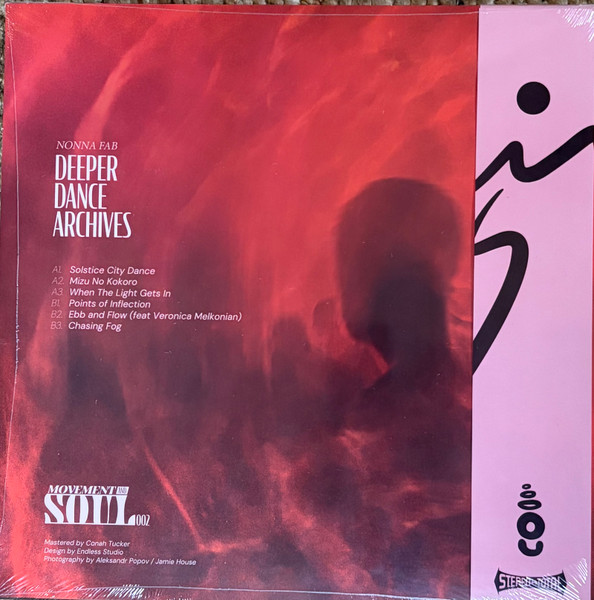 NONNA FAB
DEEPER
DANCE
ARCHIVES
A1. Solstice City Dance
A2. Mizu No Kokoro
A3. When The Light Gets In
B1. Points of Inflection
B2. Ebb and Flow (feat Veronica Melkonian)
B3. Chasing Fog
MOVEMENT AND
SOUL 002
Mastered by Conah Tucker
Design by Endless Studio
Photography by Aleksandr Popov / Jamie House